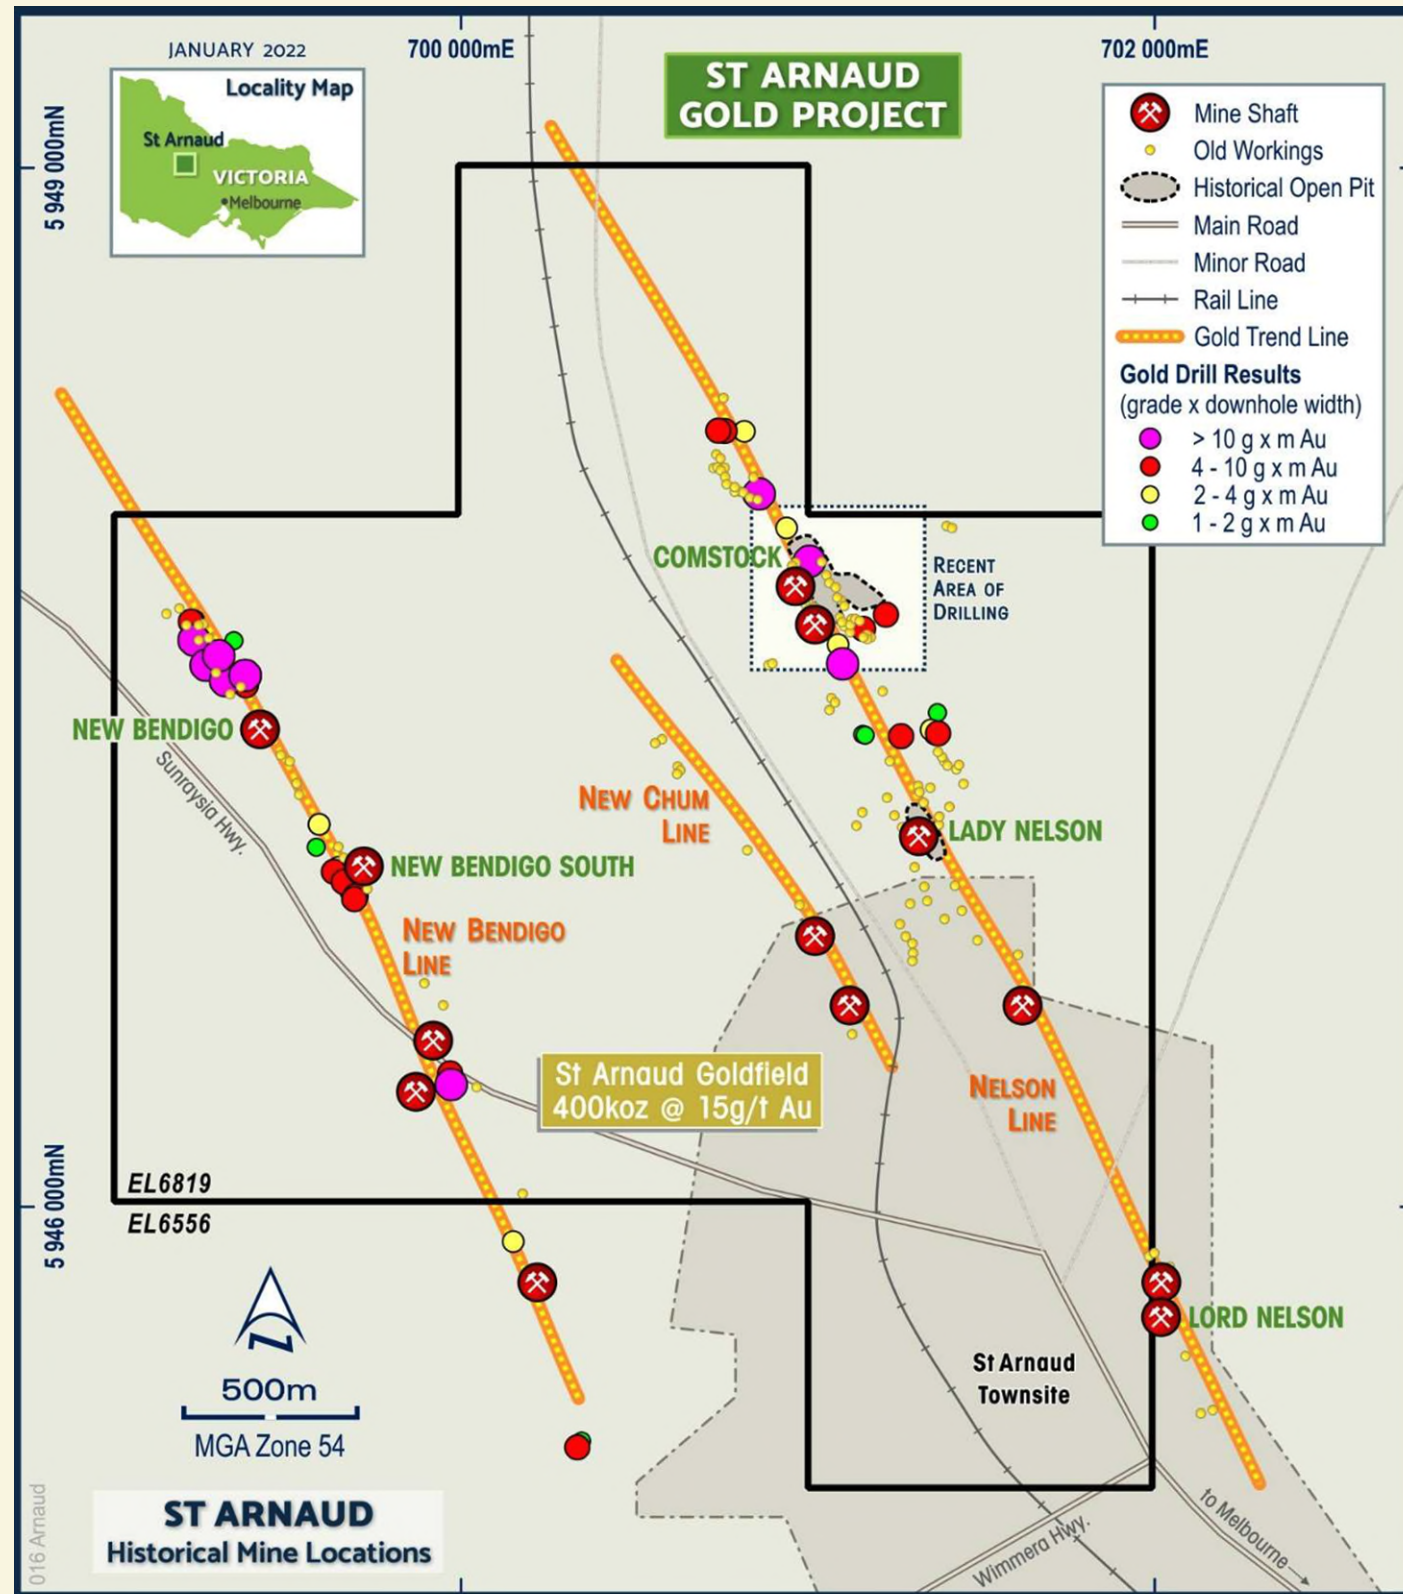 JANUARY 2022
700 000mE
702 000mE
5 949 000mN
5 946 000mN
Locality Map
St Arnaud
VICTORIA
Melbourne
ST ARNAUD
GOLD PROJECT
Mine Shaft
Old Workings
Historical Open Pit
Main Road
Minor Road
Rail Line
Gold Trend Line
Gold Drill Results
(grade x downhole width)
> 10 g x m Au
4 - 10 g x m Au
2 - 4 g x m Au
1 - 2 g x m Au
COMSTOCK
RECENT
AREA OF
DRILLING
NEW BENDIGO
Sunraysia Hwy.
NEW CHUM
LINE
LADY NELSON
NEW BENDIGO SOUTH
NEW BENDIGO
LINE
St Arnaud Goldfield
400koz @ 15g/t Au
NELSON
LINE
EL6819
EL6556
LORD NELSON
St Arnaud
Townsite
N
500m
MGA Zone 54
to Melbourne
Wimmera Hwy.
ST ARNAUD
Historical Mine Locations
016 Arnaud